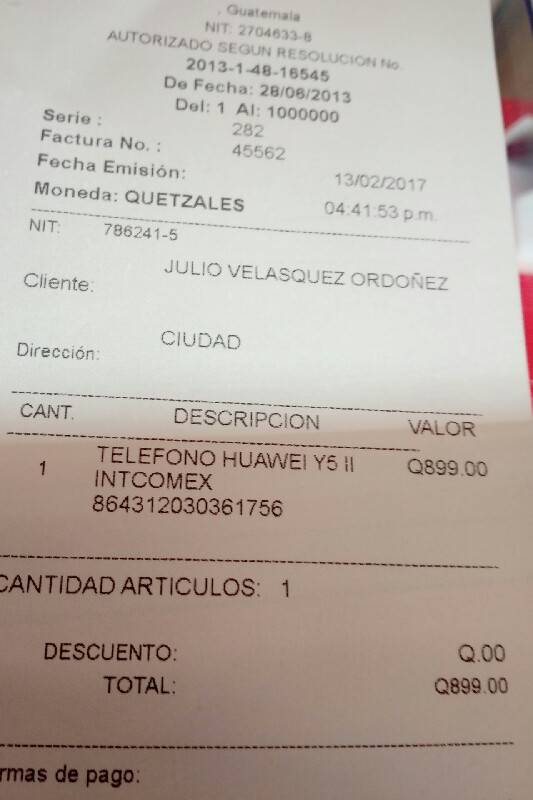 . Guatemala
NIT: 2704633-8
AUTORIZADO SEGUN RESOLUCION No.
2013-1-48-16545
De Fecha: 28/06/2013
Del: 1 Al: 1000000
Serie : 282
Factura No. : 45562
Fecha Emisión: 13/02/2017
Moneda: QUETZALES 04:41:53 p.m.
NIT: 786241-5
Cliente: JULIO VELASQUEZ ORDOÑEZ
Dirección: CIUDAD
CANT. DESCRIPCION VALOR
1 TELEFONO HUAWEI Y5 II Q899.00
INTCOMEX
864312030361756
CANTIDAD ARTICULOS: 1
DESCUENTO: Q.00
TOTAL: Q899.00
rmas de pago: